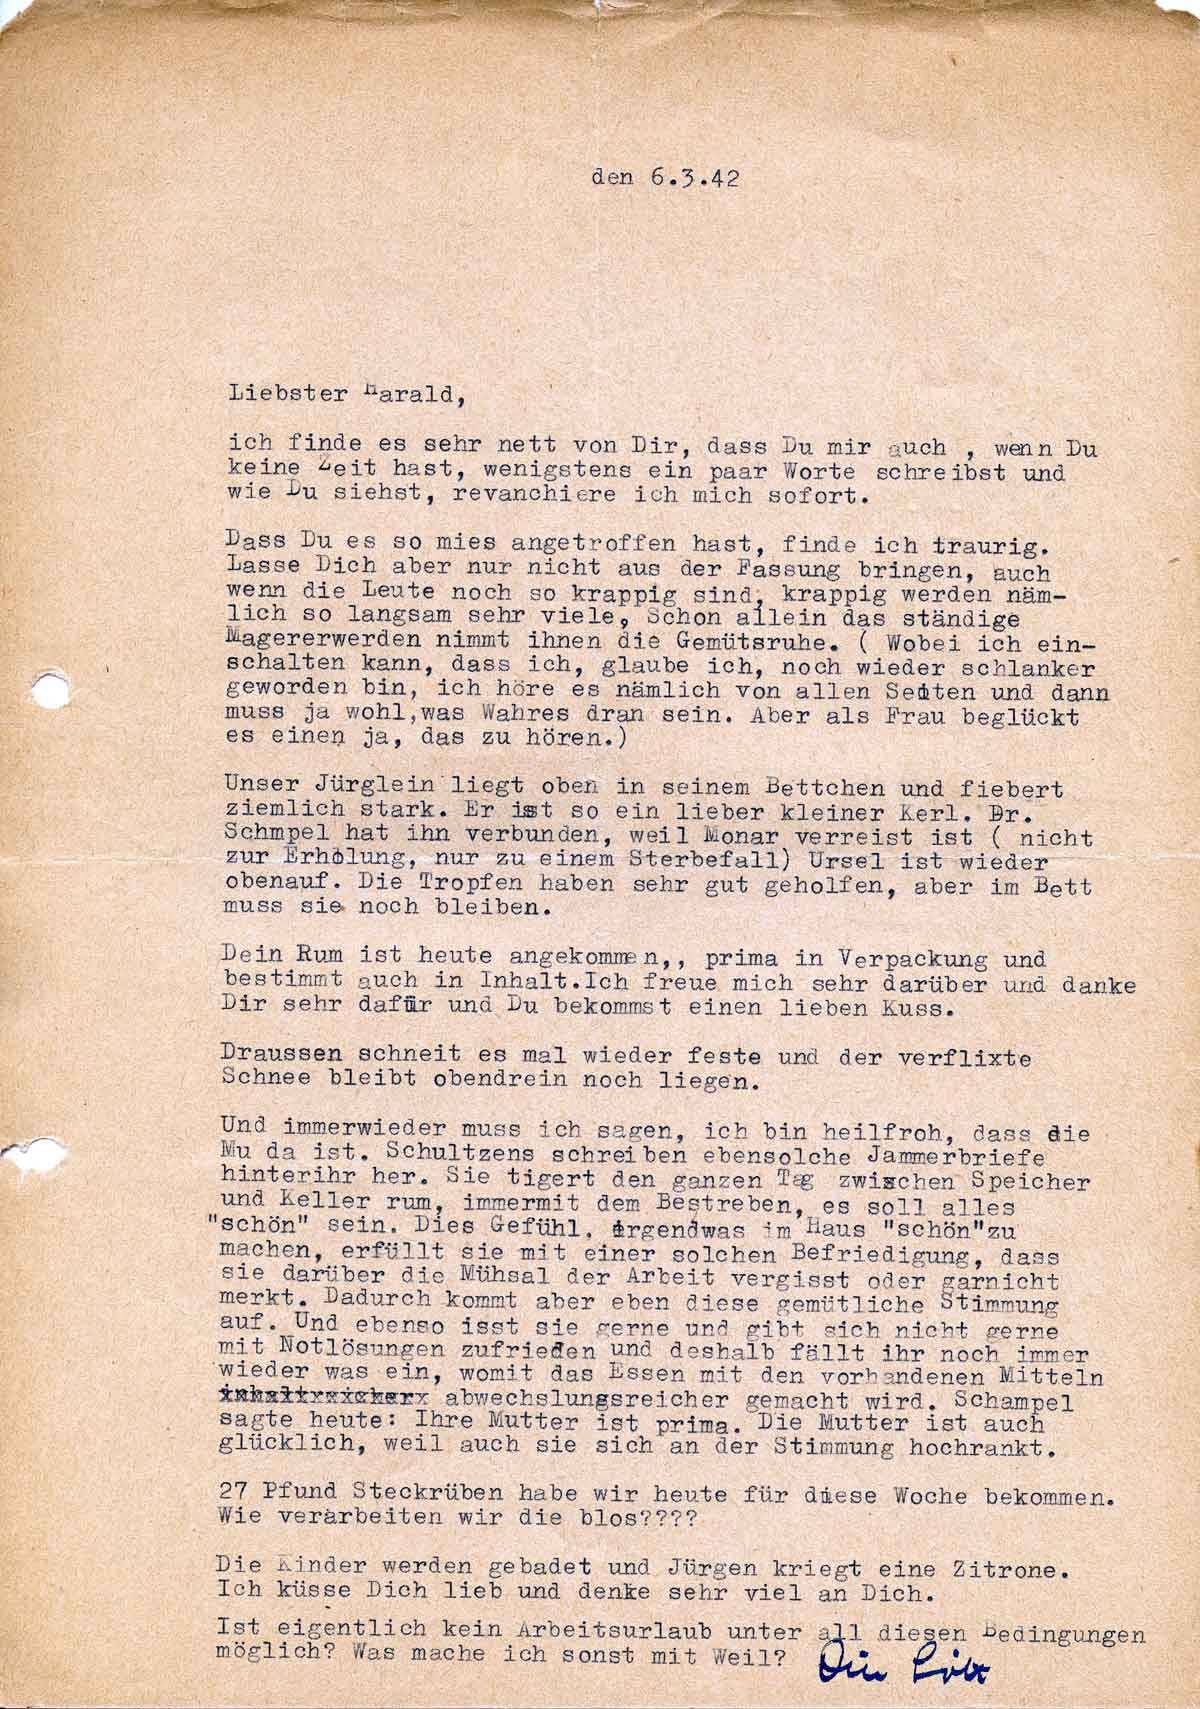 den 6.3.42
Liebster Harald,
ich finde es sehr nett von Dir, dass Du mir auch , wenn Du
keine Zeit hast, wenigstens ein paar Worte schreibst und
wie Du siehst, revanchiere ich mich sofort.
Dass Du es so mies angetroffen hast, finde ich traurig.
Lasse Dich aber nur nicht aus der Fassung bringen, auch
wenn die Leute noch so krappig sind, krappig werden näm-
lich so langsam sehr viele, Schon allein das ständige
Magererwerden nimmt ihnen die Gemütsruhe. ( Wobei ich ein-
schalten kann, dass ich, glaube ich, noch wieder schlanker
geworden bin, ich höre es nämlich von allen Seiten und dann
muss ja wohl,was Wahres dran sein. Aber als Frau beglückt
es einen ja, das zu hören.)
Unser Jürglein liegt oben in seinem Bettchen und fiebert
ziemlich stark. Er ist so ein lieber kleiner Kerl. Dr.
Schmpel hat ihn verbunden, weil Monar verreist ist ( nicht
zur Erholung, nur zu einem Sterbefall) Ursel ist wieder
obenauf. Die Tropfen haben sehr gut geholfen, aber im Bett
muss sie noch bleiben.
Dein Rum ist heute angekommen,, prima in Verpackung und
bestimmt auch in Inhalt.Ich freue mich sehr darüber und danke
Dir sehr dafür und Du bekommst einen lieben Kuss.
Draussen schneit es mal wieder feste und der verflixte
Schnee bleibt obendrein noch liegen.
Und immerwieder muss ich sagen, ich bin heilfroh, dass die
Mu da ist. Schultzens schreiben ebensolche Jammerbriefe
hinterihr her. Sie tigert den ganzen Tag zwischen Speicher
und Keller rum, immermit dem Bestreben, es soll alles
"schön" sein. Dies Gefühl, irgendwas im Haus "schön"zu
machen, erfüllt sie mit einer solchen Befriedigung, dass
sie darüber die Mühsal der Arbeit vergisst oder garnicht
merkt. Dadurch kommt aber eben diese gemütliche Stimmung
auf. Und ebenso isst sie gerne und gibt sich nicht gerne
mit Notlösungen zufrieden und deshalb fällt ihr noch immer
wieder was ein, womit das Essen mit den vorhandenen Mitteln
abwechslungsreicher gemacht wird. Schampel
sagte heute: Ihre Mutter ist prima. Die Mutter ist auch
glücklich, weil auch sie sich an der Stimmung hochrankt.
27 Pfund Steckrüben habe wir heute für diese Woche bekommen.
Wie verarbeiten wir die blos????
Die Kinder werden gebadet und Jürgen kriegt eine Zitrone.
Ich küsse Dich lieb und denke sehr viel an Dich.
Ist eigentlich kein Arbeitsurlaub unter all diesen Bedingungen
möglich? Was mache ich sonst mit Weil?